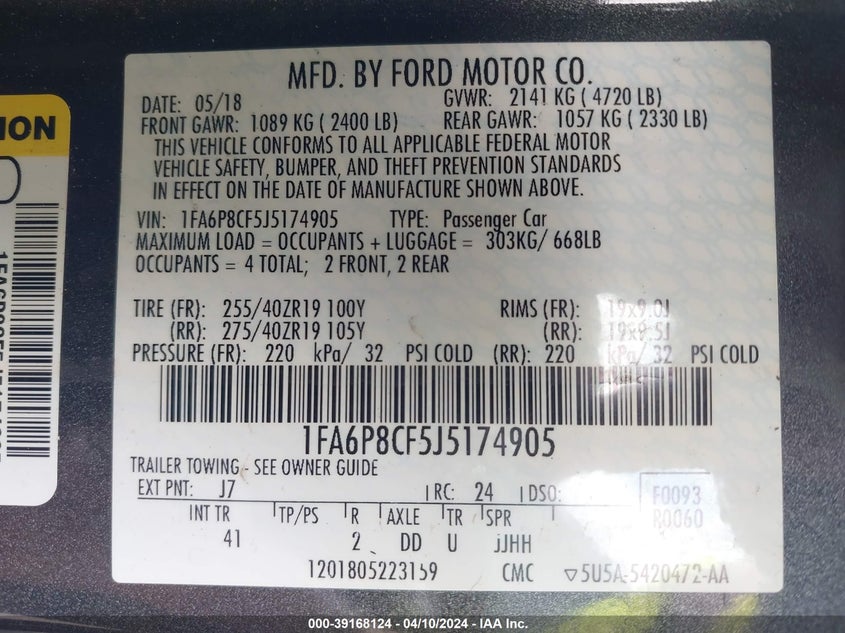 MFD. BY FORD MOTOR CO.
DATE: 05/18 GVWR: 2141 KG ( 4720 LB)
FRONT GAWR: 1089 KG ( 2400 LB) REAR GAWR: 1057 KG ( 2330 LB)
THIS VEHICLE CONFORMS TO ALL APPLICABLE FEDERAL MOTOR
VEHICLE SAFETY, BUMPER, AND THEFT PREVENTION STANDARDS
IN EFFECT ON THE DATE OF MANUFACTURE SHOWN ABOVE.
VIN: 1FA6P8CF5J5174905 TYPE: Passenger Car
MAXIMUM LOAD = OCCUPANTS + LUGGAGE = 303KG/ 668LB
OCCUPANTS = 4 TOTAL; 2 FRONT, 2 REAR
TIRE (FR): 255/40ZR19 100Y RIMS (FR): 19x9.0J
(RR): 275/40ZR19 105Y (RR): 19x9.5J
PRESSURE (FR): 220 kPa/ 32 PSI COLD (RR): 220 kPa/ 32 PSI COLD
1FA6P8CF5J5174905
TRAILER TOWING - SEE OWNER GUIDE
EXT PNT: J7 RC: 24 DSO: F0093
INT TR TP/PS R AXLE TR SPR R0060
41 2 DD U JJHH
1201805223159 CMC ▽5U5A-5420472-AA
ION
000-39168124 - 04/10/2024 - IAA Inc.